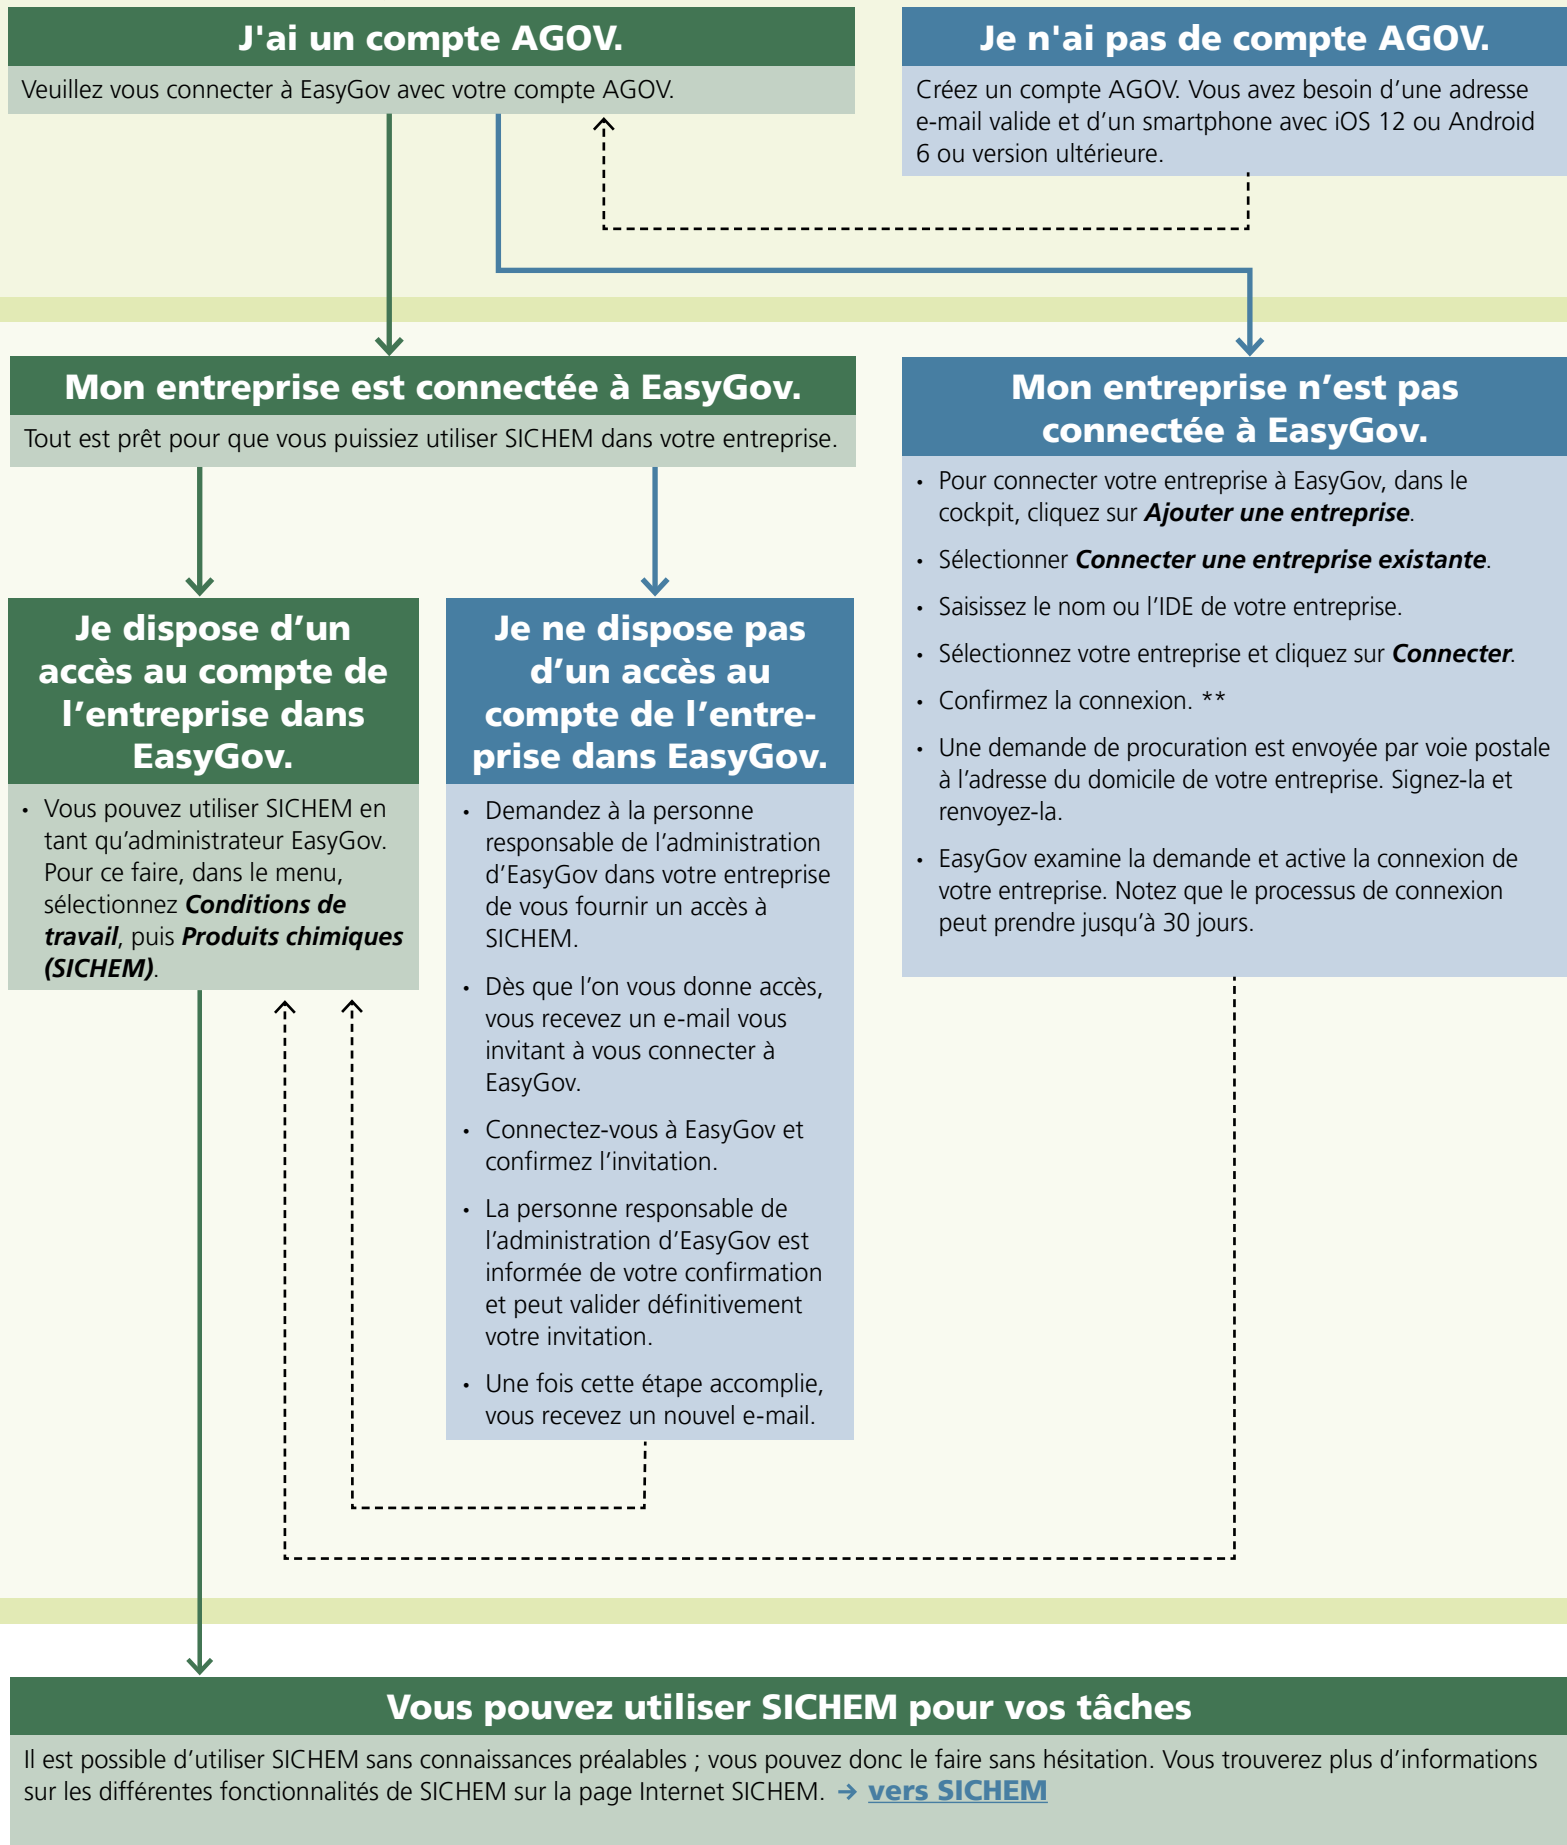 J'ai un compte AGOV.
Veuillez vous connecter à EasyGov avec votre compte AGOV.
Je n'ai pas de compte AGOV.
Créez un compte AGOV. Vous avez besoin d’une adresse
e-mail valide et d’un smartphone avec iOS 12 ou Android
6 ou version ultérieure.
Mon entreprise est connectée à EasyGov.
Tout est prêt pour que vous puissiez utiliser SICHEM dans votre entreprise.
Mon entreprise n’est pas
connectée à EasyGov.
• Pour connecter votre entreprise à EasyGov, dans le
cockpit, cliquez sur Ajouter une entreprise.
• Sélectionner Connecter une entreprise existante.
• Saisissez le nom ou l’IDE de votre entreprise.
• Sélectionnez votre entreprise et cliquez sur Connecter.
• Confirmez la connexion. **
• Une demande de procuration est envoyée par voie postale
à l’adresse du domicile de votre entreprise. Signez-la et
renvoyez-la.
• EasyGov examine la demande et active la connexion de
votre entreprise. Notez que le processus de connexion
peut prendre jusqu’à 30 jours.
Je dispose d’un
accès au compte de
l’entreprise dans
EasyGov.
• Vous pouvez utiliser SICHEM en
tant qu’administrateur EasyGov.
Pour ce faire, dans le menu,
sélectionnez Conditions de
travail, puis Produits chimiques
(SICHEM).
Je ne dispose pas
d’un accès au
compte de l’entre-
prise dans EasyGov.
• Demandez à la personne
responsable de l’administration
d’EasyGov dans votre entreprise
de vous fournir un accès à
SICHEM.
• Dès que l’on vous donne accès,
vous recevez un e-mail vous
invitant à vous connecter à
EasyGov.
• Connectez-vous à EasyGov et
confirmez l’invitation.
• La personne responsable de
l’administration d’EasyGov est
informée de votre confirmation
et peut valider définitivement
votre invitation.
• Une fois cette étape accomplie,
vous recevez un nouvel e-mail.
Vous pouvez utiliser SICHEM pour vos tâches
Il est possible d’utiliser SICHEM sans connaissances préalables ; vous pouvez donc le faire sans hésitation. Vous trouverez plus d’informations
sur les différentes fonctionnalités de SICHEM sur la page Internet SICHEM. → vers SICHEM